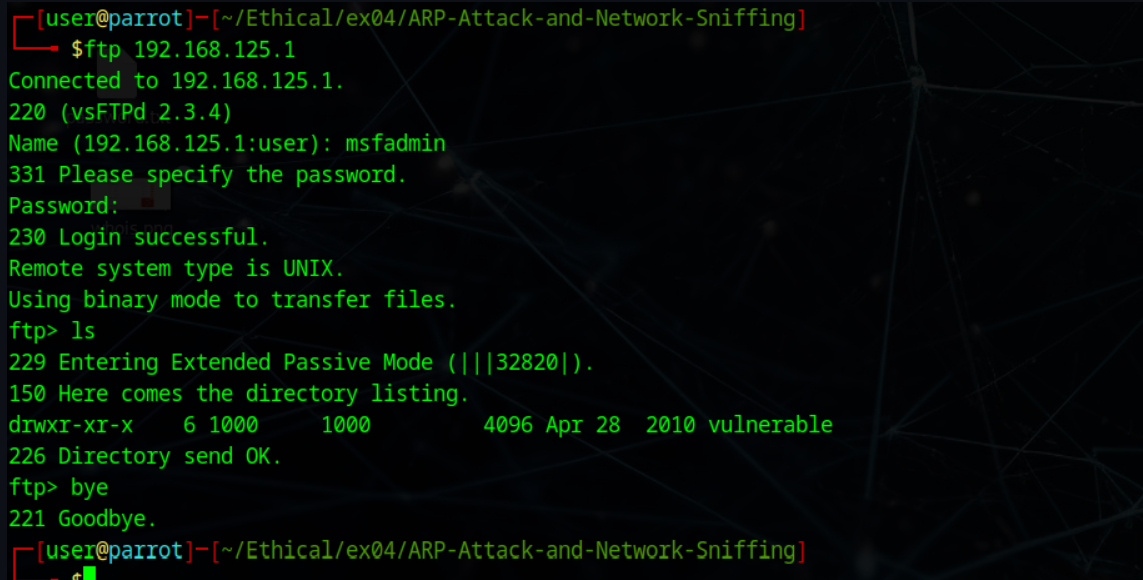 [user@parrot]-[~/Ethical/ex04/ARP-Attack-and-Network-Sniffing]
$ftp 192.168.125.1
Connected to 192.168.125.1.
220 (vsFTPd 2.3.4)
Name (192.168.125.1:user): msfadmin
331 Please specify the password.
Password:
230 Login successful.
Remote system type is UNIX.
Using binary mode to transfer files.
ftp> ls
229 Entering Extended Passive Mode (|||32820|).
150 Here comes the directory listing.
drwxr-xr-x    6 1000     1000         4096 Apr 28  2010 vulnerable
226 Directory send OK.
ftp> bye
221 Goodbye.
[user@parrot]-[~/Ethical/ex04/ARP-Attack-and-Network-Sniffing]
$